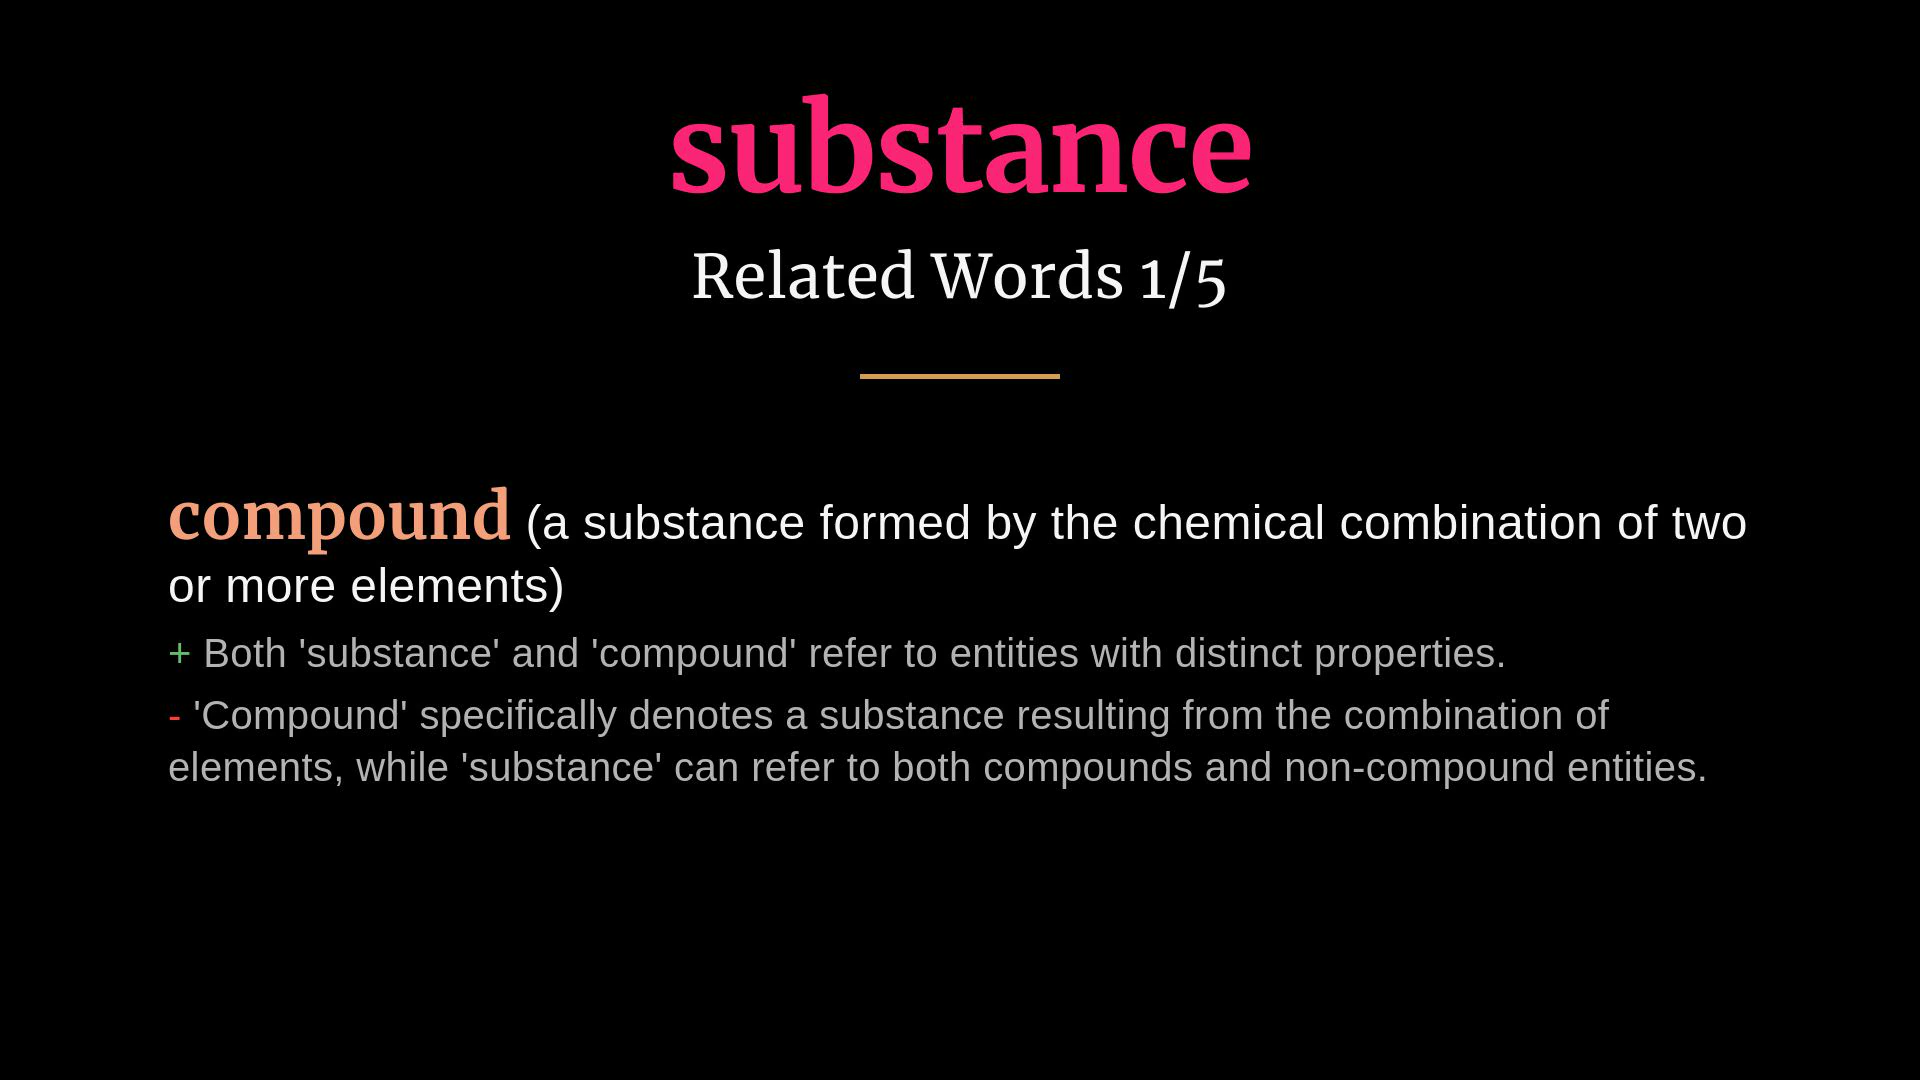 substance
Related Words 1/5
compound (a substance formed by the chemical combination of two
or more elements)
+ Both 'substance' and 'compound' refer to entities with distinct properties.
- 'Compound' specifically denotes a substance resulting from the combination of
elements, while 'substance' can refer to both compounds and non-compound entities.